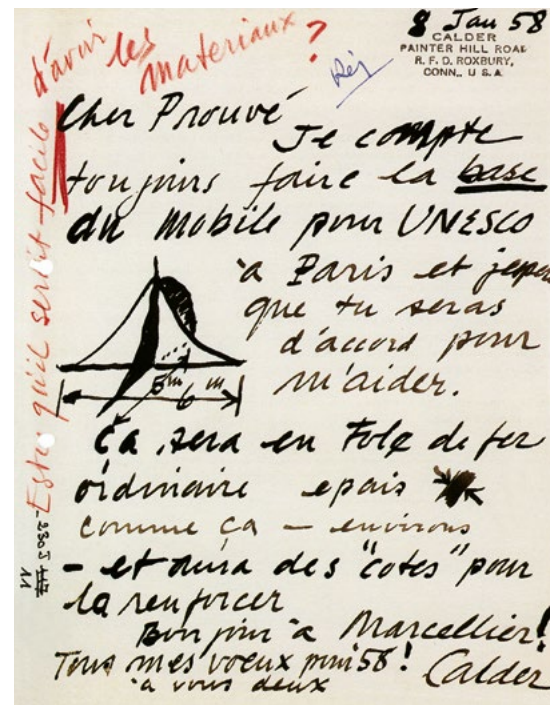 8 Jan 58
CALDER
PAINTER HILL ROAD
R. F. D. ROXBURY,
CONN., U S A
Cher Prouvé
Je compte
toujours faire la base
du mobile pour UNESCO
à Paris et j'espère
que tu seras
d'accord pour
m'aider.
5m 6m
Ça sera en Tole de fer
ordinaire epais
comme ça – environs
– et aura des "cotes" pour
la renforcer
Bonjour à Marcellier!
Tous mes voeux pour 58!
à vous deux
Calder
Est-ce qu'il serait facile
d'avoir les
materiaux ?